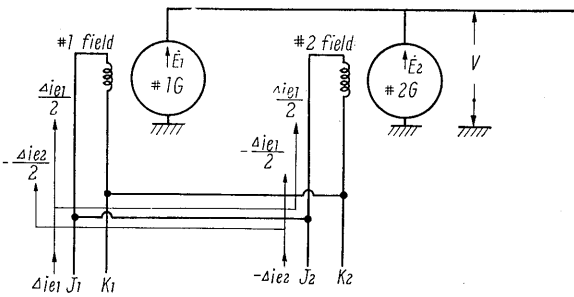 #1 field
Ė1
#1G
#2 field
Ė2
#2G
V
Δie1
2
-Δie2
2
Δie1
2
-Δie1
2
Δie1 J1 K1
-Δie2 J2 K2